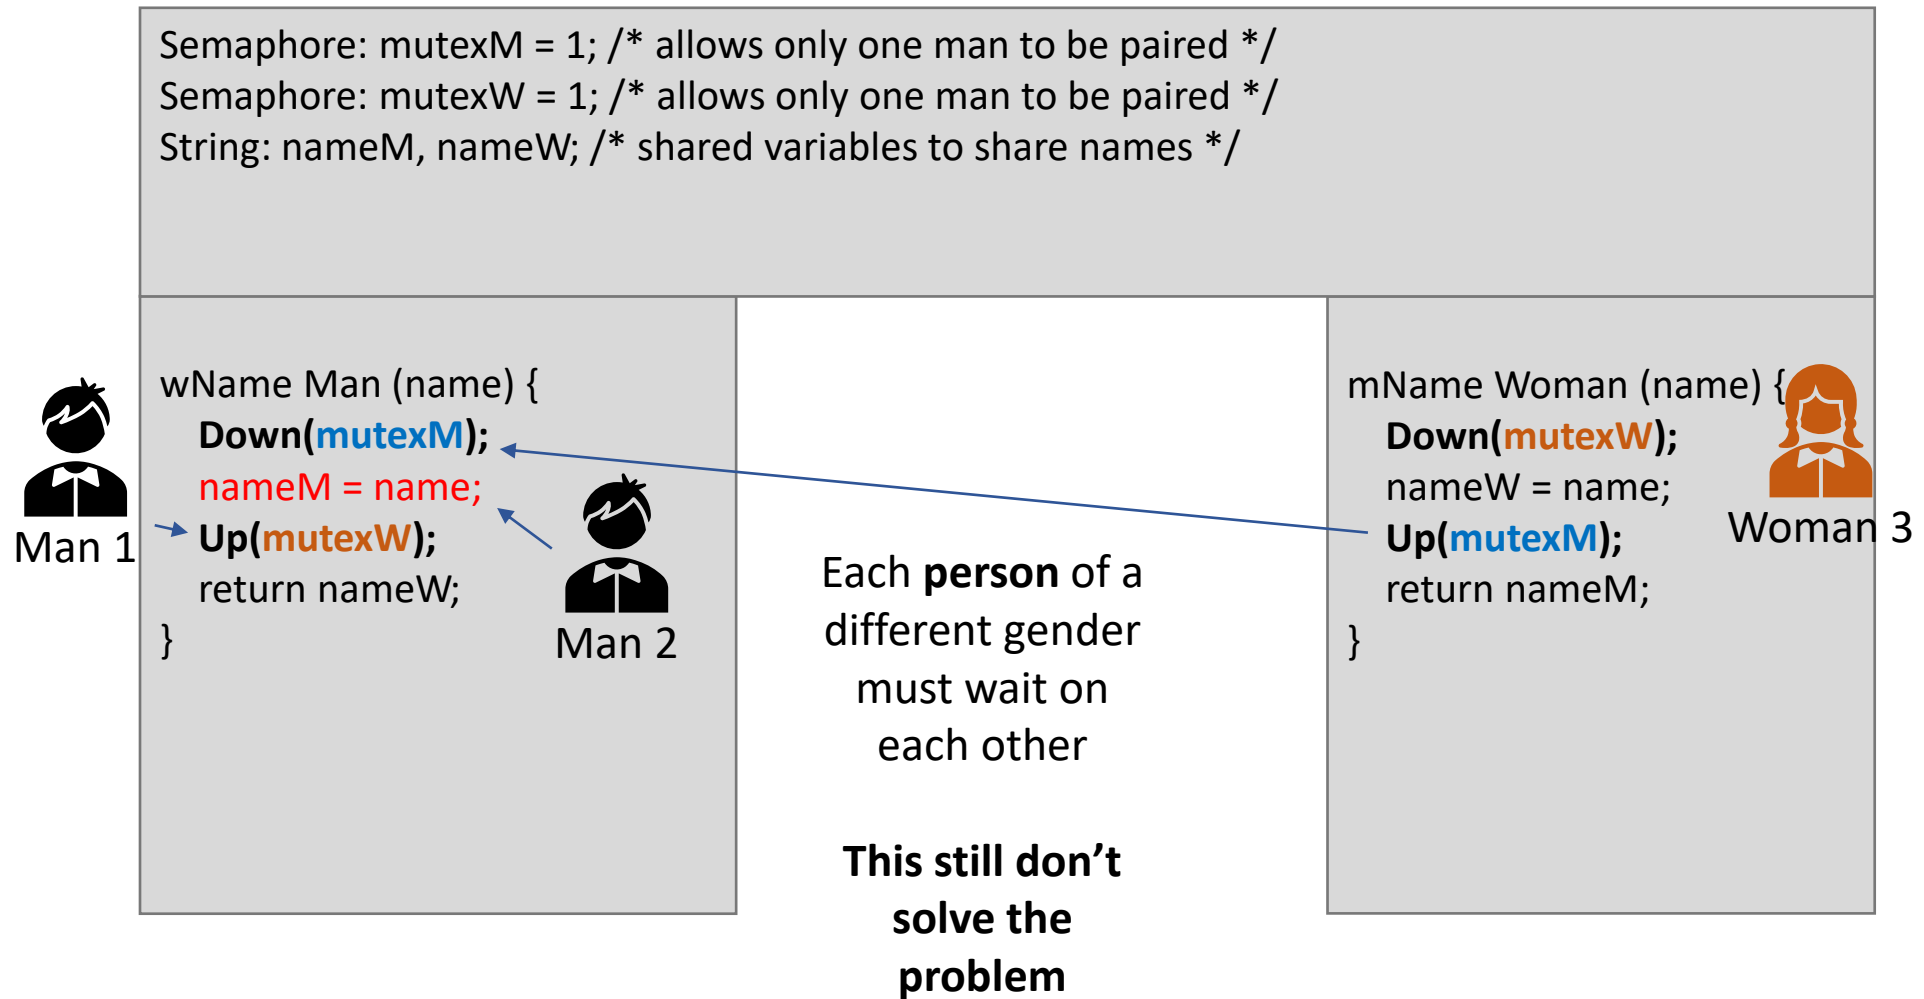 Semaphore: mutexM = 1; /* allows only one man to be paired */
Semaphore: mutexW = 1; /* allows only one man to be paired */
String: nameM, nameW; /* shared variables to share names */
wName Man (name) {
Down(mutexM);
nameM = name;
Up(mutexW);
return nameW;
}
Man 1
Man 2
Each person of a
different gender
must wait on
each other
This still don’t
solve the
problem
mName Woman (name) {
Down(mutexW);
nameW = name;
Up(mutexM);
return nameM;
}
Woman 3